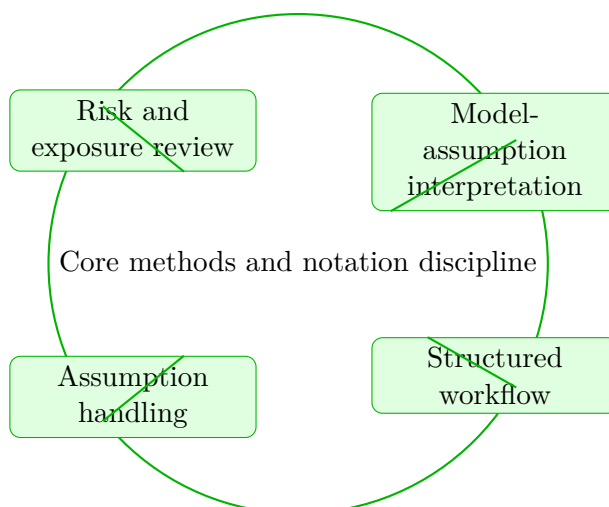 Risk and
exposure review
Model-
assumption
interpretation
Core methods and notation discipline
Assumption
handling
Structured
workflow